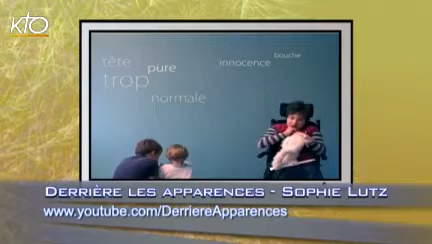 kto
tête
pure
innocence
bouche
trop
normale
DERRIÈRE LES APPARENCES - SOPHIE LUTZ
www.youtube.com/DerriereApparences